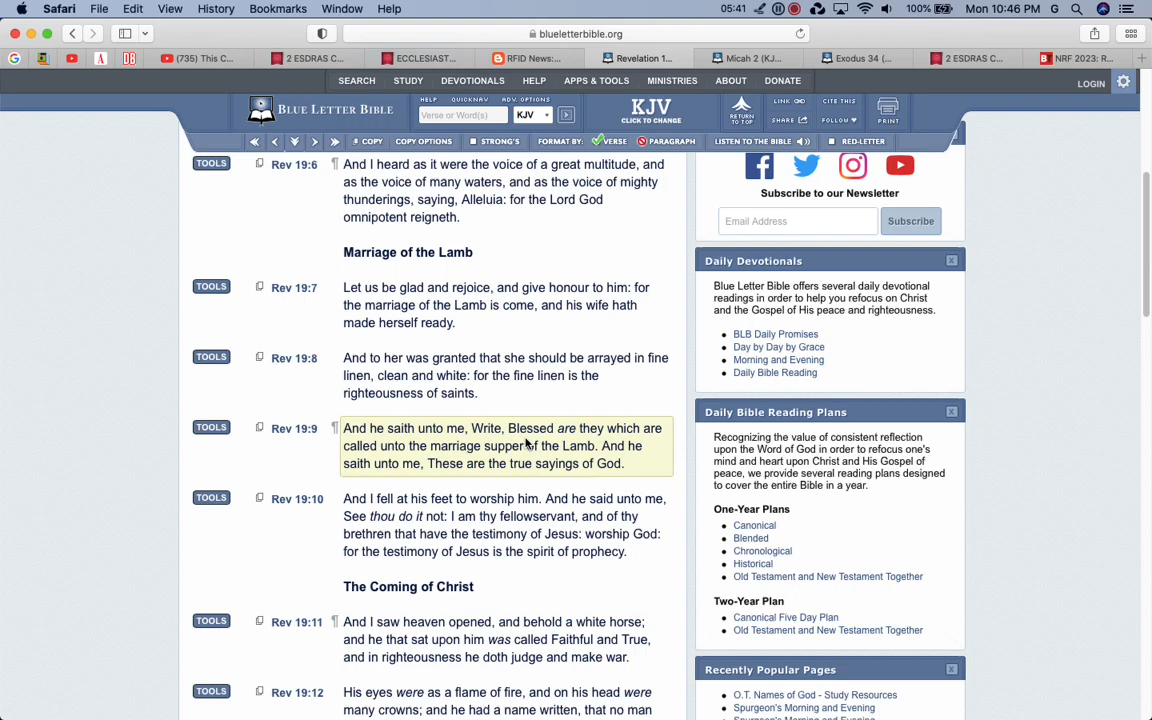 Safari File Edit View History Bookmarks Window Help 05:41 100% Mon 10:46 PM G
blueletterbible.org
(735) This C... 2 ESDRAS C... ECCLESIAST... RFID News:... Revelation 1... Micah 2 (KJ... Exodus 34 (... 2 ESDRAS C... NRF 2023: R...
SEARCH STUDY DEVOTIONALS HELP APPS & TOOLS MINISTRIES ABOUT DONATE LOGIN
BLUE LETTER BIBLE
HELP QUICKNAV ADV. OPTIONS
Verse or Word(s) KJV
KJV
CLICK TO CHANGE
RETURN
TO TOP
LINK CITE THIS
SHARE FOLLOW PRINT
COPY COPY OPTIONS STRONG'S FORMAT BY: VERSE PARAGRAPH LISTEN TO THE BIBLE RED-LETTER
TOOLS Rev 19:6 ¶ And I heard as it were the voice of a great multitude, and
as the voice of many waters, and as the voice of mighty
thunderings, saying, Alleluia: for the Lord God
omnipotent reigneth.
Marriage of the Lamb
TOOLS Rev 19:7 Let us be glad and rejoice, and give honour to him: for
the marriage of the Lamb is come, and his wife hath
made herself ready.
TOOLS Rev 19:8 And to her was granted that she should be arrayed in fine
linen, clean and white: for the fine linen is the
righteousness of saints.
TOOLS Rev 19:9 ¶ And he saith unto me, Write, Blessed are they which are
called unto the marriage supper of the Lamb. And he
saith unto me, These are the true sayings of God.
TOOLS Rev 19:10 And I fell at his feet to worship him. And he said unto me,
See thou do it not: I am thy fellowservant, and of thy
brethren that have the testimony of Jesus: worship God:
for the testimony of Jesus is the spirit of prophecy.
The Coming of Christ
TOOLS Rev 19:11 ¶ And I saw heaven opened, and behold a white horse;
and he that sat upon him was called Faithful and True,
and in righteousness he doth judge and make war.
TOOLS Rev 19:12 His eyes were as a flame of fire, and on his head were
many crowns; and he had a name written, that no man
Subscribe to our Newsletter
Email Address Subscribe
Daily Devotionals
Blue Letter Bible offers several daily devotional
readings in order to help you refocus on Christ
and the Gospel of His peace and righteousness.
BLB Daily Promises
Day by Day by Grace
Morning and Evening
Daily Bible Reading
Daily Bible Reading Plans
Recognizing the value of consistent reflection
upon the Word of God in order to refocus one's
mind and heart upon Christ and His Gospel of
peace, we provide several reading plans designed
to cover the entire Bible in a year.
One-Year Plans
Canonical
Blended
Chronological
Historical
Old Testament and New Testament Together
Two-Year Plan
Canonical Five Day Plan
Old Testament and New Testament Together
Recently Popular Pages
O.T. Names of God - Study Resources
Spurgeon's Morning and Evening